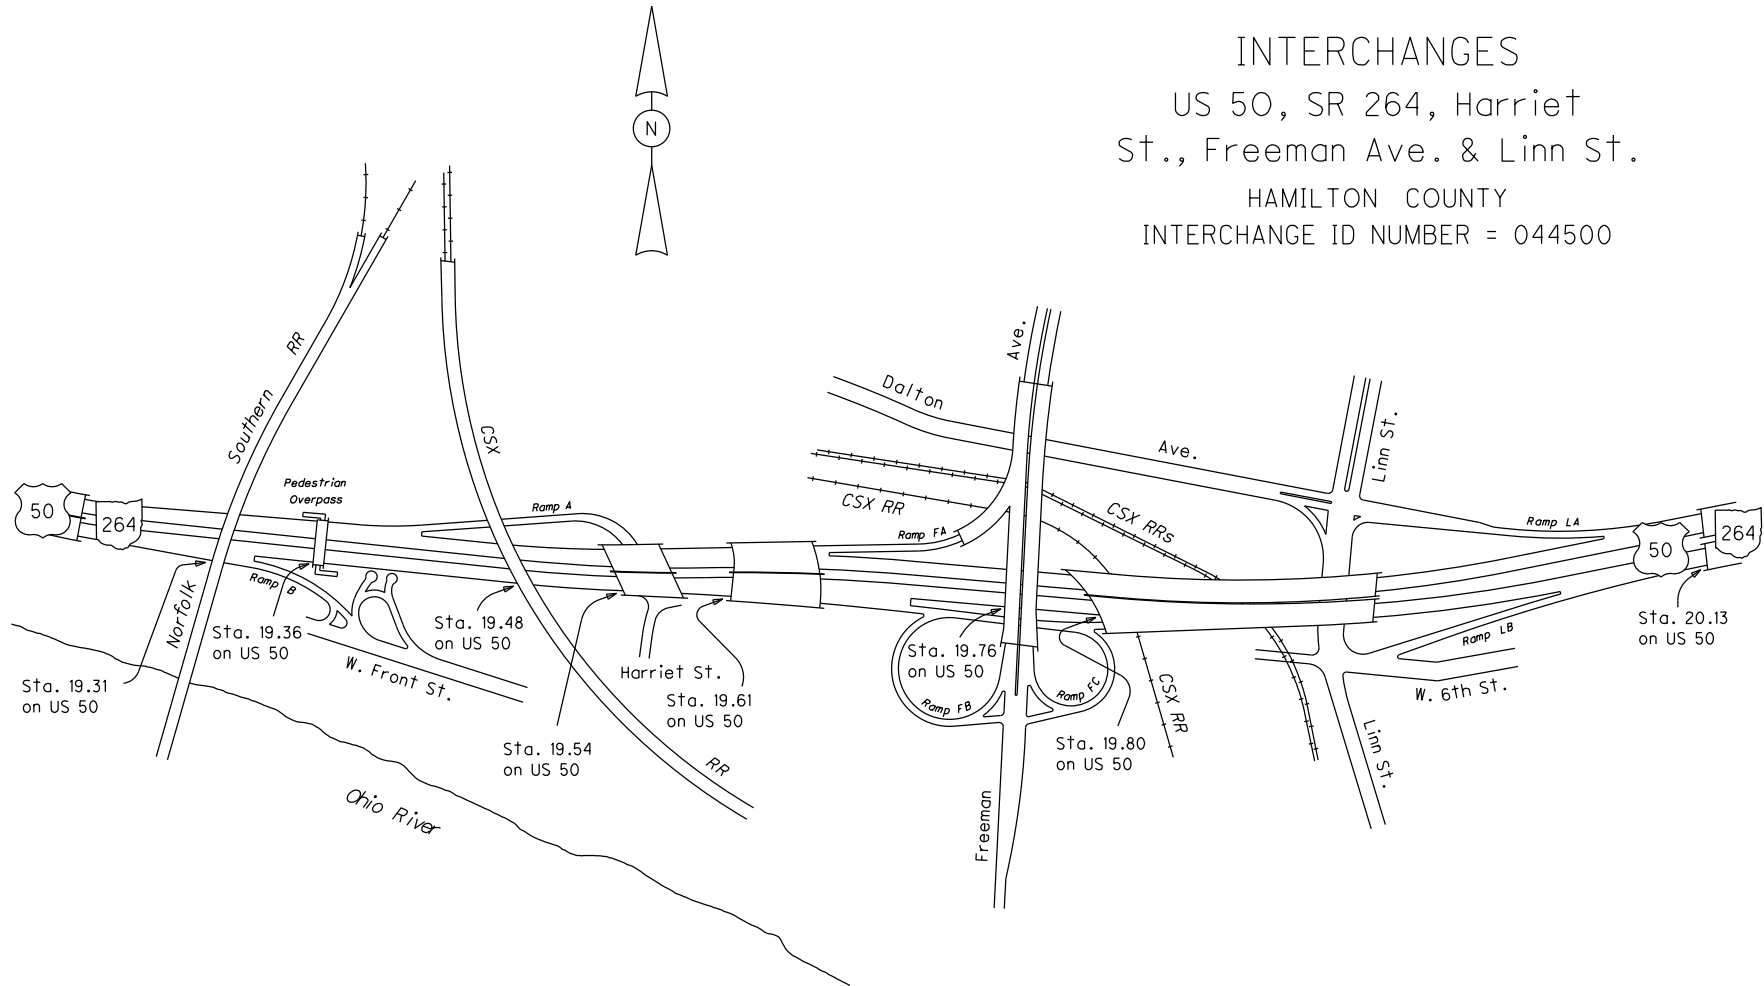 INTERCHANGES
US 50, SR 264, Harriet
St., Freeman Ave. & Linn St.
HAMILTON COUNTY
INTERCHANGE ID NUMBER = 044500
N
Southern RR
Norfolk
CSX
RR
Pedestrian
Overpass
50
264
Ramp A
Ramp B
Sta. 19.31
on US 50
Sta. 19.36
on US 50
W. Front St.
Sta. 19.48
on US 50
Sta. 19.54
on US 50
Harriet St.
Sta. 19.61
on US 50
Ohio River
Ave.
Dalton
Ave.
CSX RR
CSX RRs
Ramp FA
Sta. 19.76
on US 50
Ramp FB
Ramp FC
Sta. 19.80
on US 50
CSX RR
Freeman
Linn St.
Ramp LA
50
264
Sta. 20.13
on US 50
Ramp LB
W. 6th St.
Linn St.